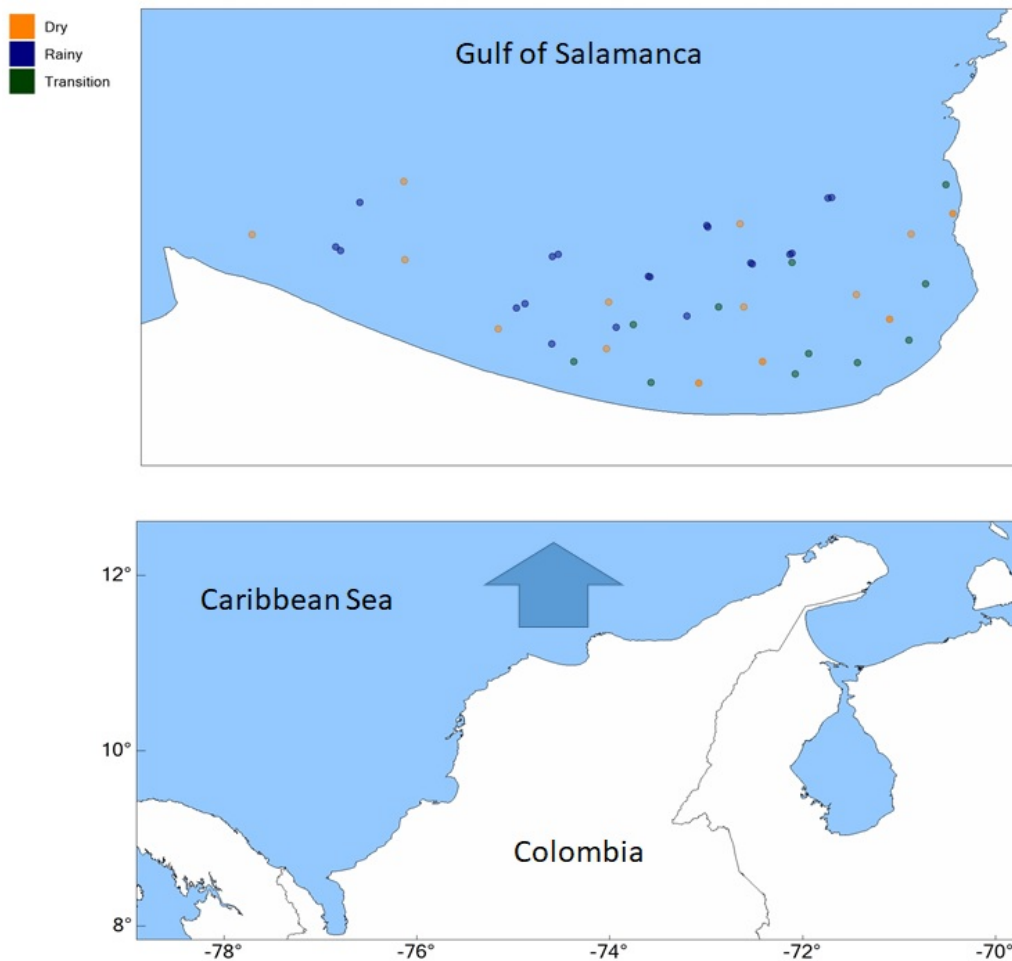 Dry
Rainy
Transition
Gulf of Salamanca
12°
Caribbean Sea
10°
Colombia
8°
-78° -76° -74° -72° -70°